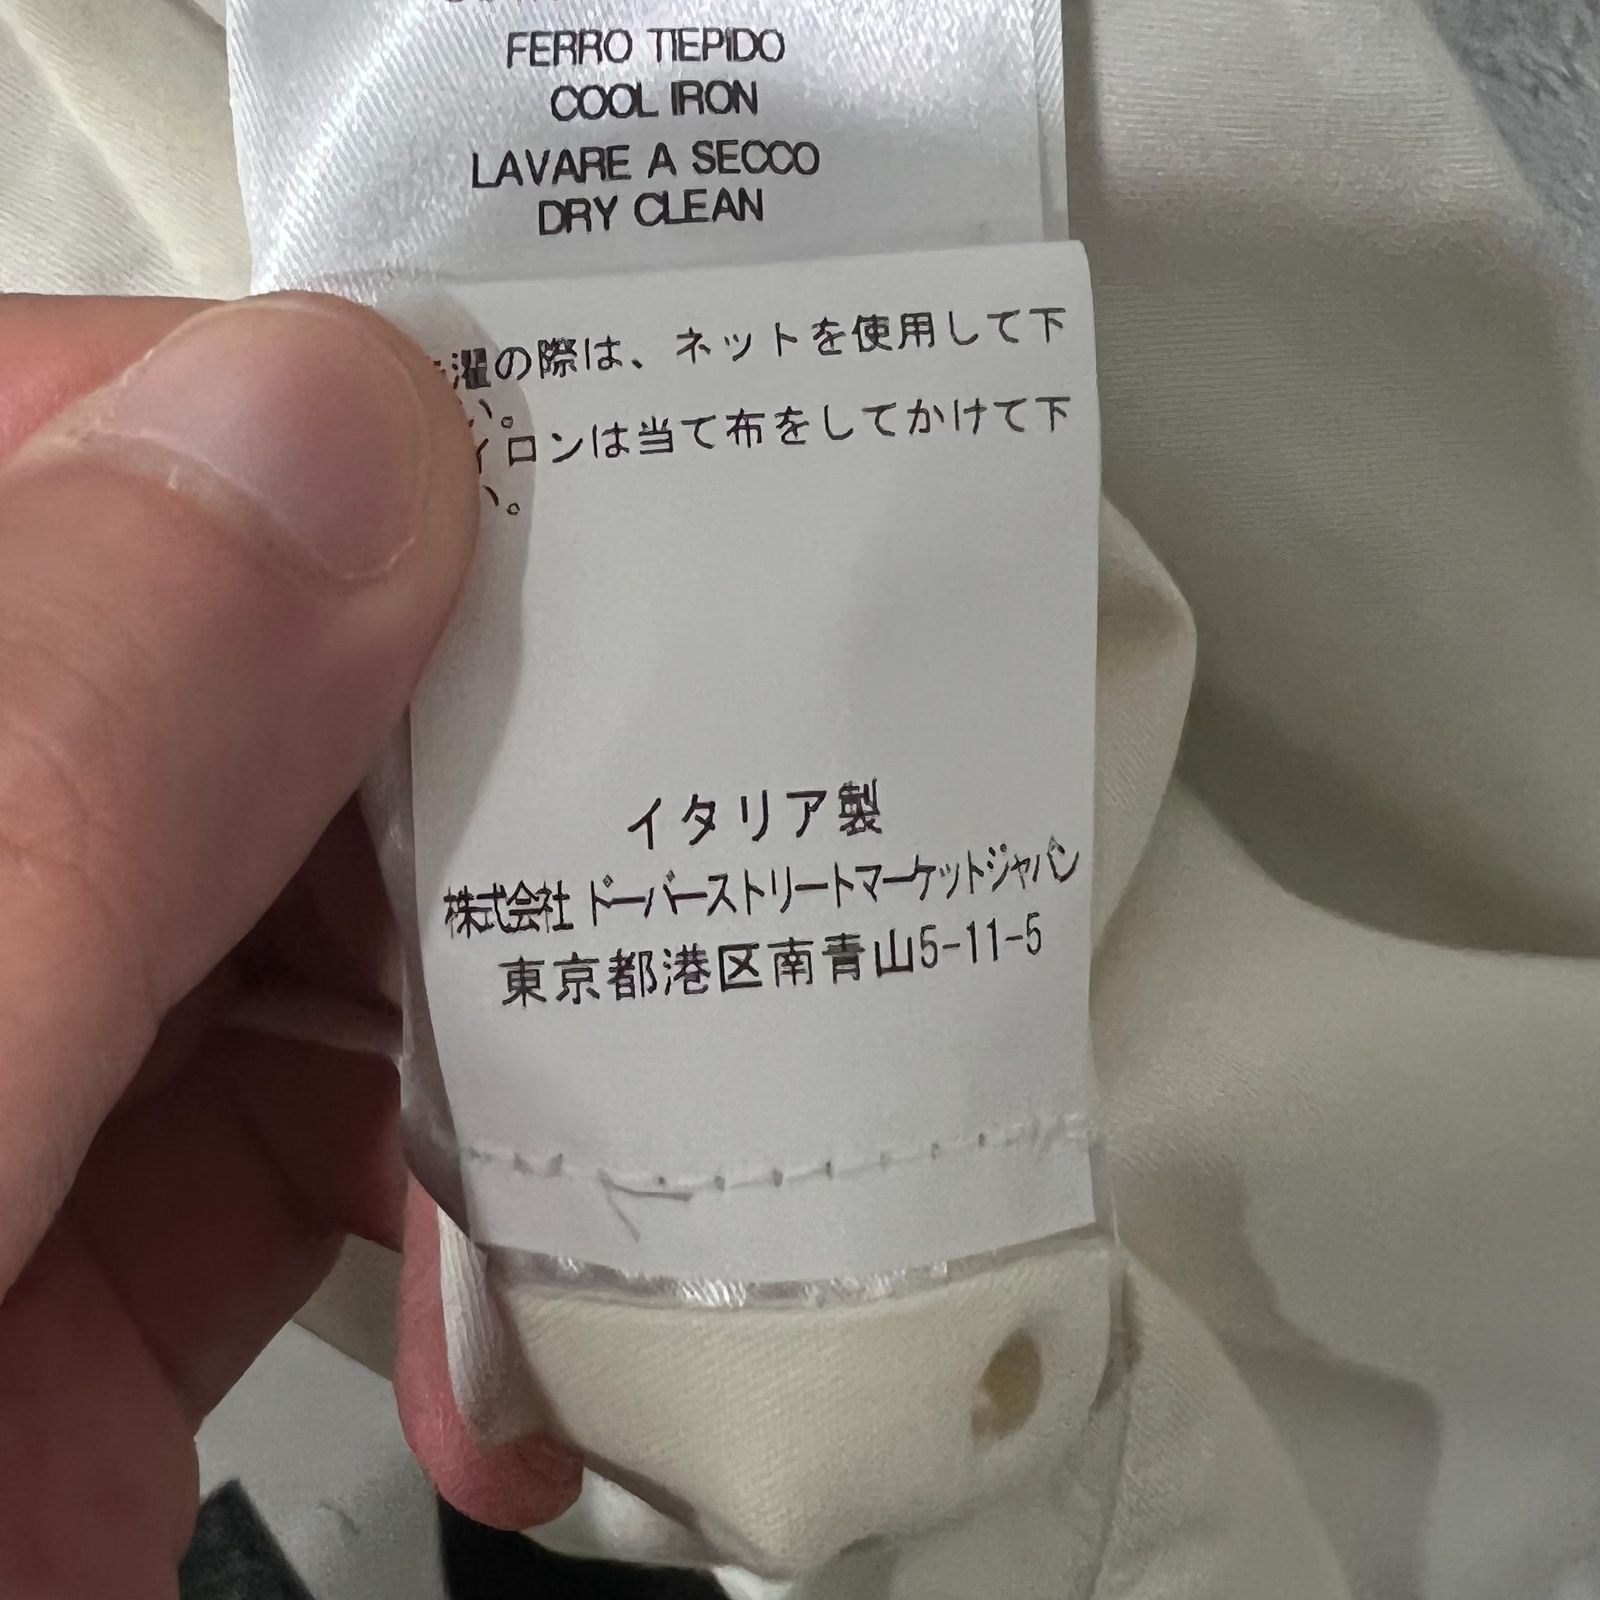 FERRO TIEPIDO
COOL IRON
LAVARE A SECCO
DRY CLEAN
濯の際は、ネットを使用して下
い。
イロンは当て布をしてかけて下
い。
イタリア製
株式会社 ドーバーストリートマーケットジャパン
東京都港区南青山5-11-5